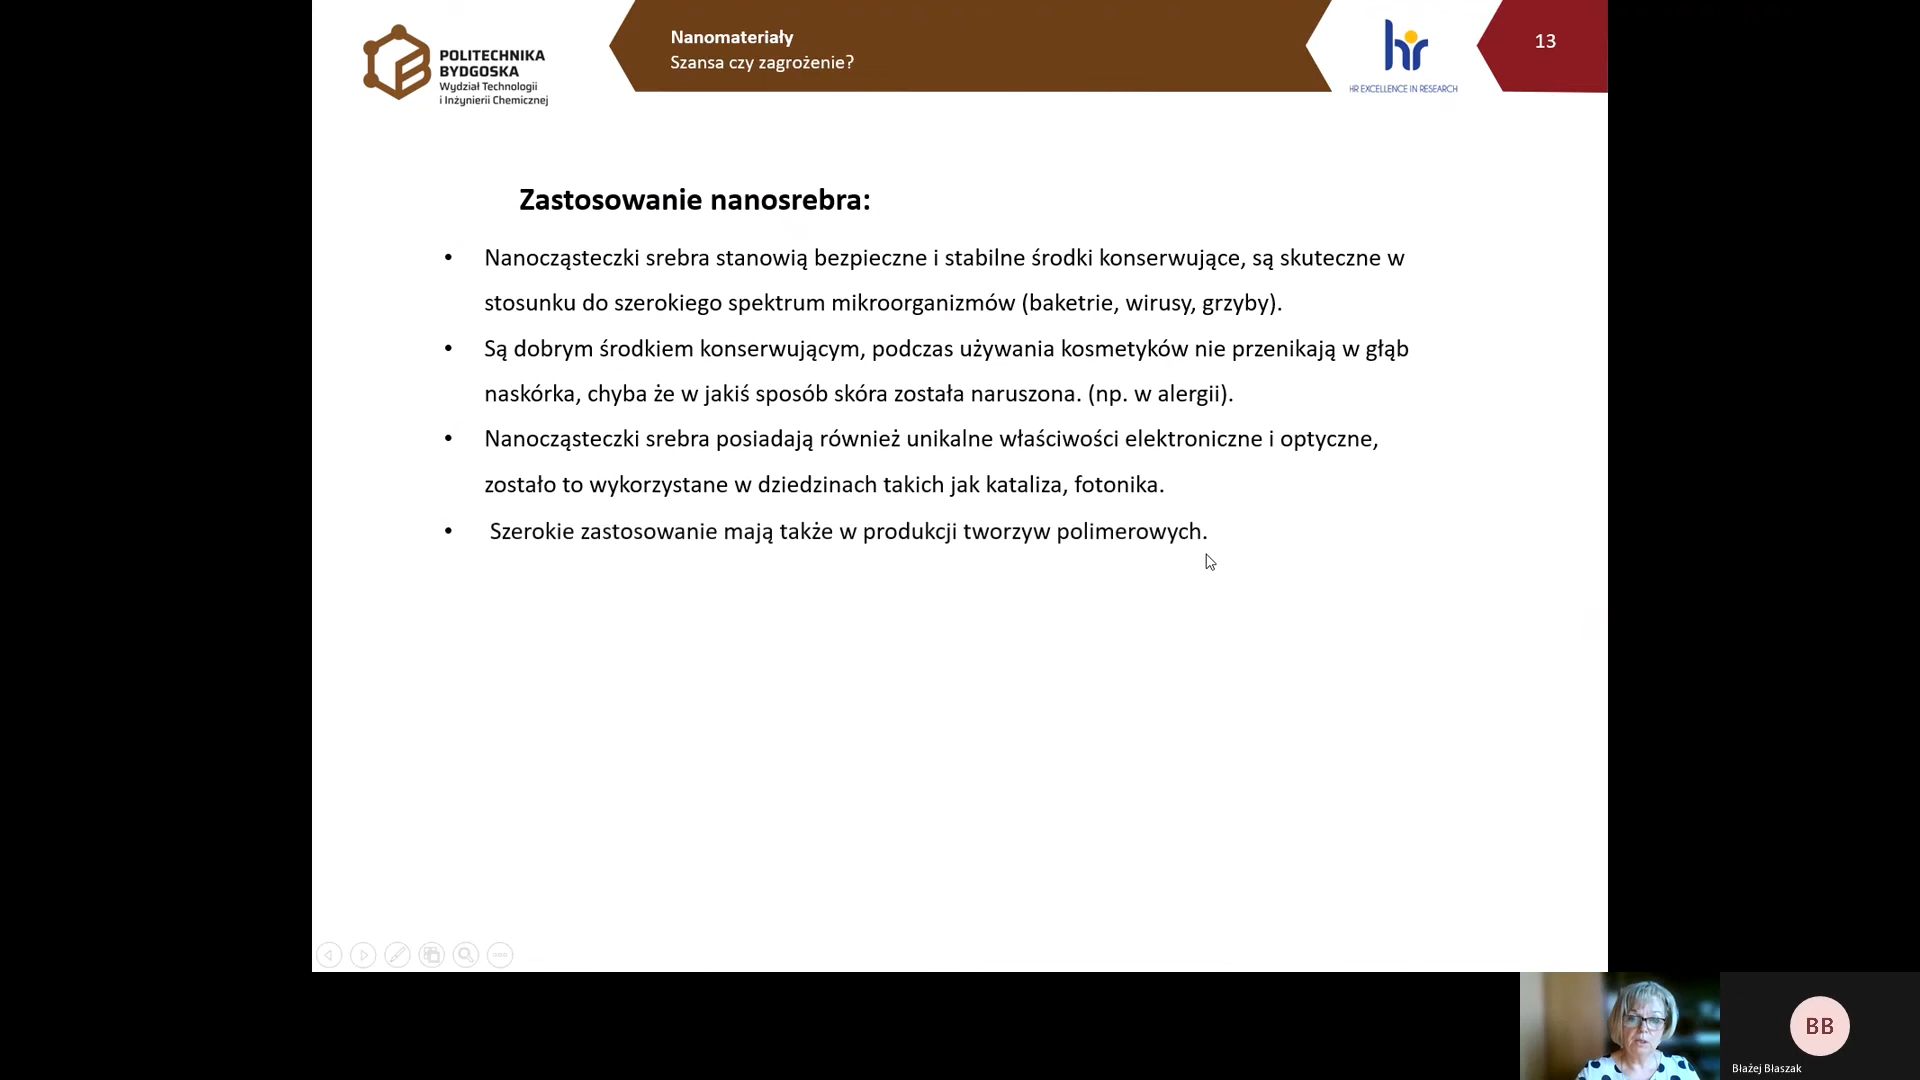 POLITECHNIKA
BYDGOSKA
Wydział Technologii
i Inżynierii Chemicznej
Nanomateriały
Szansa czy zagrożenie?
hr
HR EXCELLENCE IN RESEARCH
13
Zastosowanie nanosrebra:
• Nanocząsteczki srebra stanowią bezpieczne i stabilne środki konserwujące, są skuteczne w
stosunku do szerokiego spektrum mikroorganizmów (baketrie, wirusy, grzyby).
• Są dobrym środkiem konserwującym, podczas używania kosmetyków nie przenikają w głąb
naskórka, chyba że w jakiś sposób skóra została naruszona. (np. w alergii).
• Nanocząsteczki srebra posiadają również unikalne właściwości elektroniczne i optyczne,
zostało to wykorzystane w dziedzinach takich jak kataliza, fotonika.
• Szerokie zastosowanie mają także w produkcji tworzyw polimerowych.
BB
Błażej Błaszak